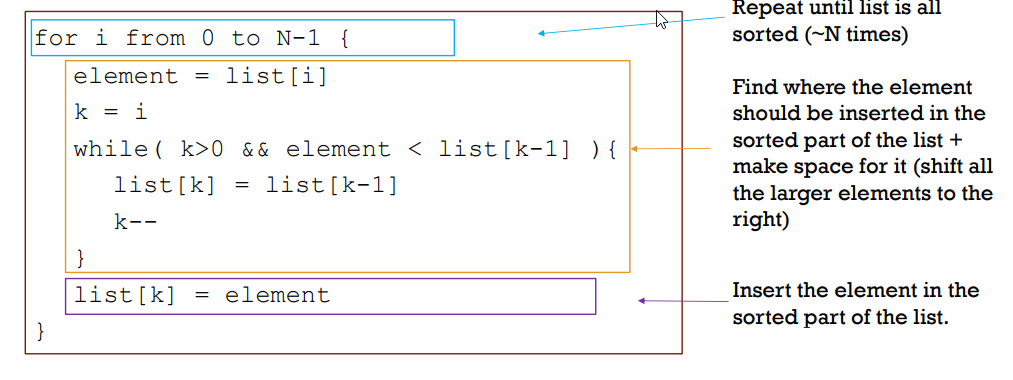 for i from 0 to N-1 {
element = list[i]
k = i
while( k>0 && element < list[k-1] ){
list[k] = list[k-1]
k--
}
list[k] = element
}
Repeat until list is all
sorted (~N times)
Find where the element
should be inserted in the
sorted part of the list +
make space for it (shift all
the larger elements to the
right)
Insert the element in the
sorted part of the list.